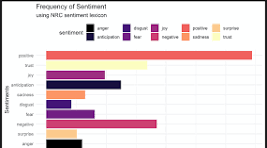 Frequency of Sentiment
using NRC sentiment lexicon
sentiment
anger disgust joy positive surprise
anticipation fear negative sadness trust
Sentiments
positive
trust
joy
anticipation
sadness
disgust
fear
negative
surprise
anger